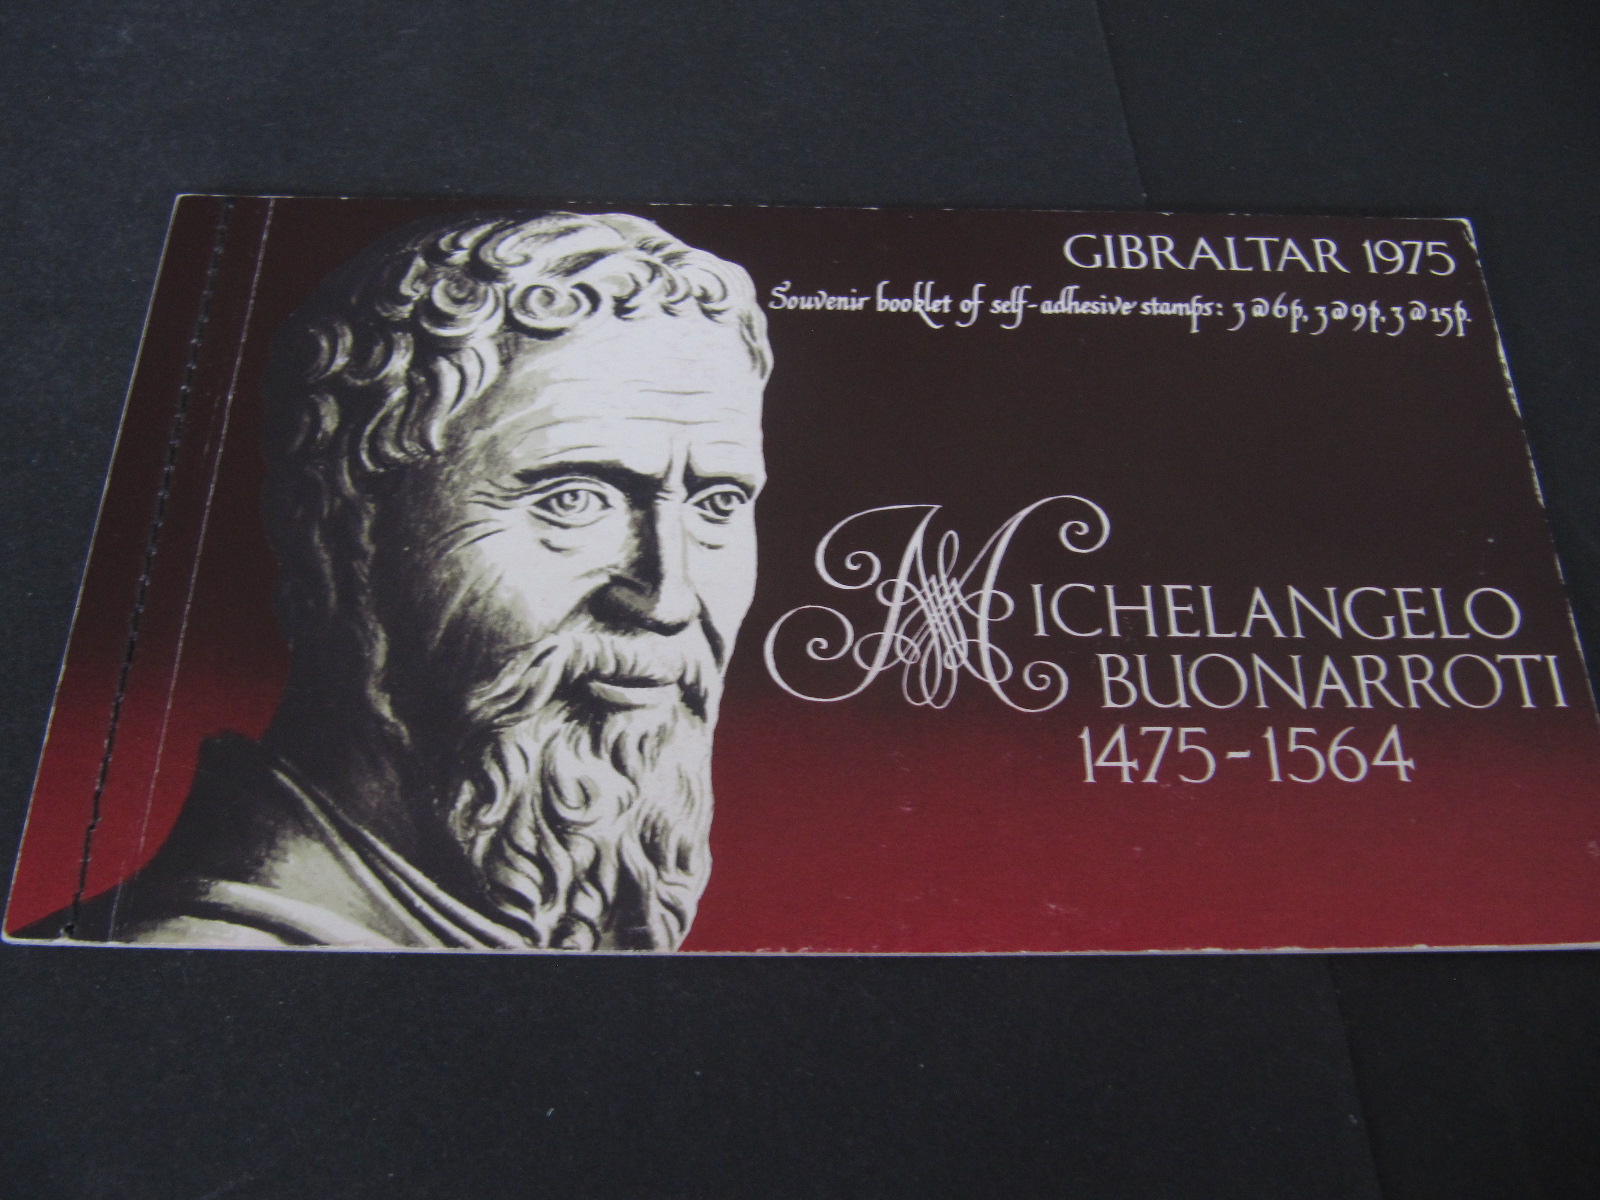 GIBRALTAR 1975
Souvenir booklet of self-adhesive stamps: 3 @ 6p, 3 @ 9p, 3 @ 15p.
MICHELANGELO
BUONARROTI
1475-1564